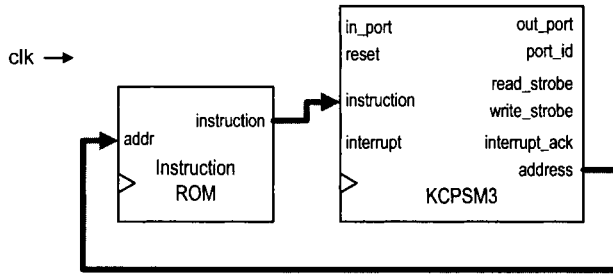 clk
addr
instruction
Instruction
ROM
in_port
reset
instruction
interrupt
out_port
port_id
read_strobe
write_strobe
interrupt_ack
address
KCPSM3